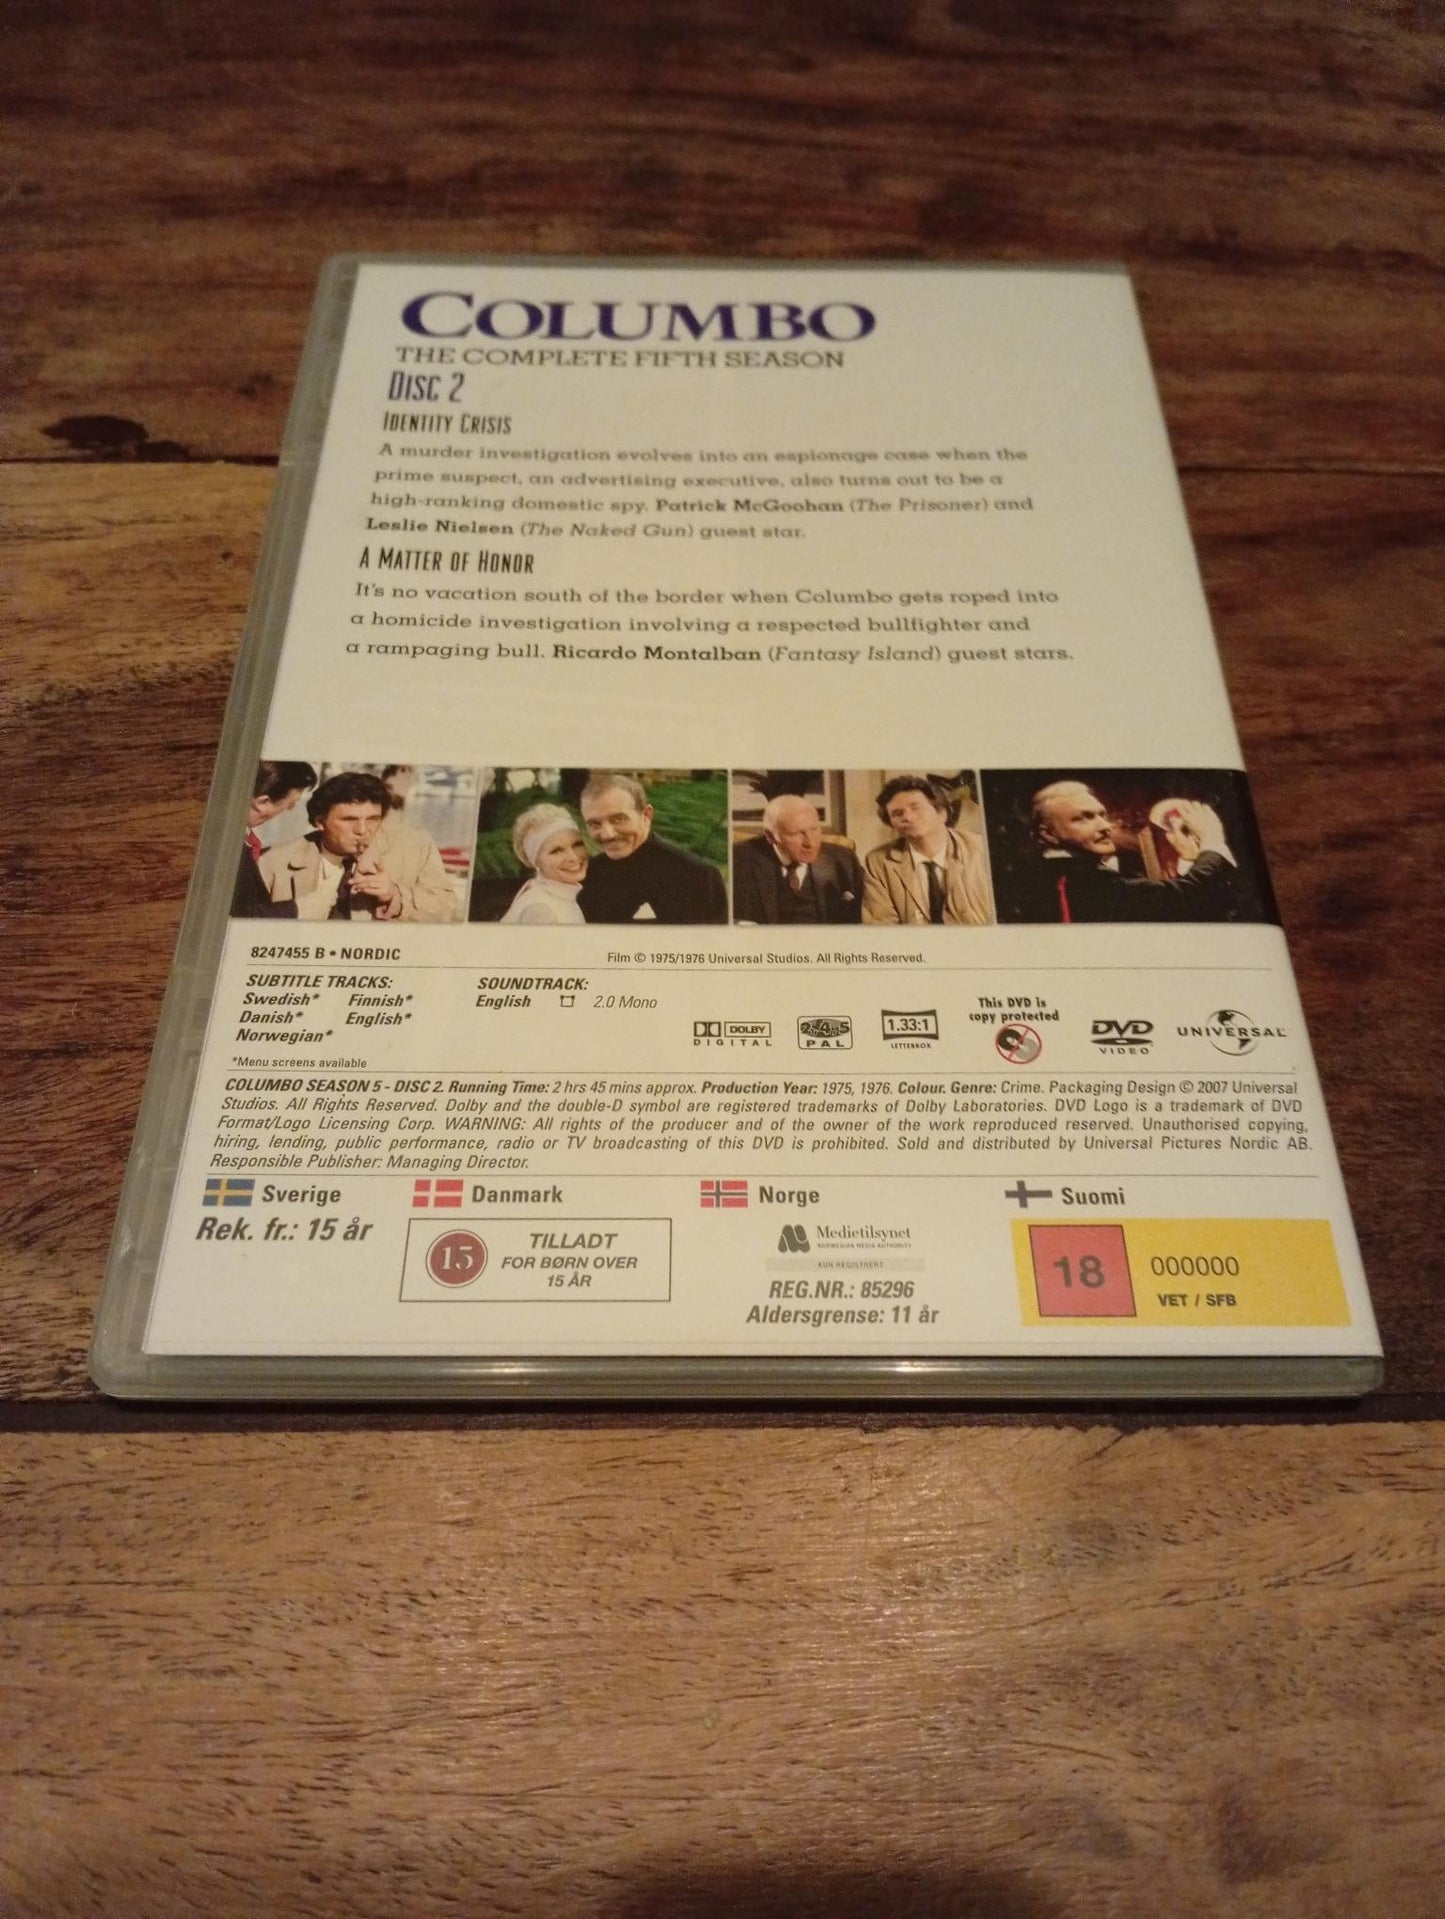 COLUMBO
THE COMPLETE FIFTH SEASON
DISC 2
IDENTITY CRISIS
A murder investigation evolves into an espionage case when the
prime suspect, an advertising executive, also turns out to be a
high-ranking domestic spy. Patrick McGoohan (The Prisoner) and
Leslie Nielsen (The Naked Gun) guest star.
A MATTER OF HONOR
It's no vacation south of the border when Columbo gets roped into
a homicide investigation involving a respected bullfighter and
a rampaging bull. Ricardo Montalban (Fantasy Island) guest stars.
8247455 B • NORDIC
Film © 1975/1976 Universal Studios. All Rights Reserved.
SUBTITLE TRACKS:
Swedish* Finnish*
Danish* English*
Norwegian*
*Menu screens available
SOUNDTRACK:
English 2.0 Mono
DOLBY
DIGITAL
2 4 5
PAL
1.33:1
LETTERBOX
This DVD is
copy protected
DVD
VIDEO
UNIVERSAL
COLUMBO SEASON 5 - DISC 2. Running Time: 2 hrs 45 mins approx. Production Year: 1975, 1976. Colour. Genre: Crime. Packaging Design © 2007 Universal
Studios. All Rights Reserved. Dolby and the double-D symbol are registered trademarks of Dolby Laboratories. DVD Logo is a trademark of DVD
Format/Logo Licensing Corp. WARNING: All rights of the producer and of the owner of the work reproduced reserved. Unauthorised copying,
hiring, lending, public performance, radio or TV broadcasting of this DVD is prohibited. Sold and distributed by Universal Pictures Nordic AB.
Responsible Publisher: Managing Director.
Sverige
Rek. fr.: 15 år
Danmark
15
TILLADT
FOR BØRN OVER
15 ÅR
Norge
Medietilsynet
NORWEGIAN MEDIA AUTHORITY
KUN REGISTRERT
REG.NR.: 85296
Aldersgrense: 11 år
Suomi
18
000000
VET / SFB